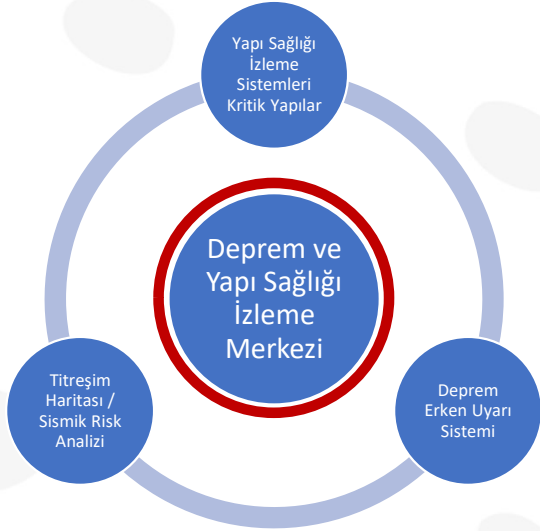 Yapı Sağlığı
İzleme
Sistemleri
Kritik Yapılar
Deprem ve
Yapı Sağlığı
İzleme
Merkezi
Titreşim
Haritası /
Sismik Risk
Analizi
Deprem
Erken Uyarı
Sistemi